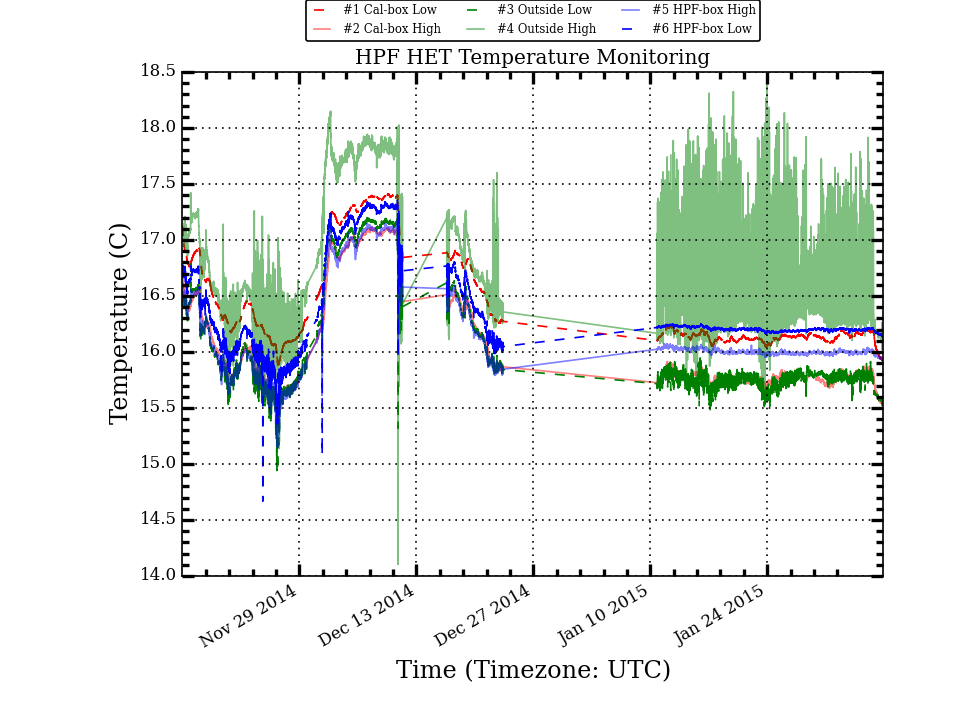 #1 Cal-box Low #3 Outside Low #5 HPF-box High
#2 Cal-box High #4 Outside High #6 HPF-box Low
HPF HET Temperature Monitoring
18.5
18.0
17.5
17.0
16.5
16.0
15.5
15.0
14.5
14.0
Temperature (C)
Nov 29 2014 Dec 13 2014 Dec 27 2014 Jan 10 2015 Jan 24 2015
Time (Timezone: UTC)